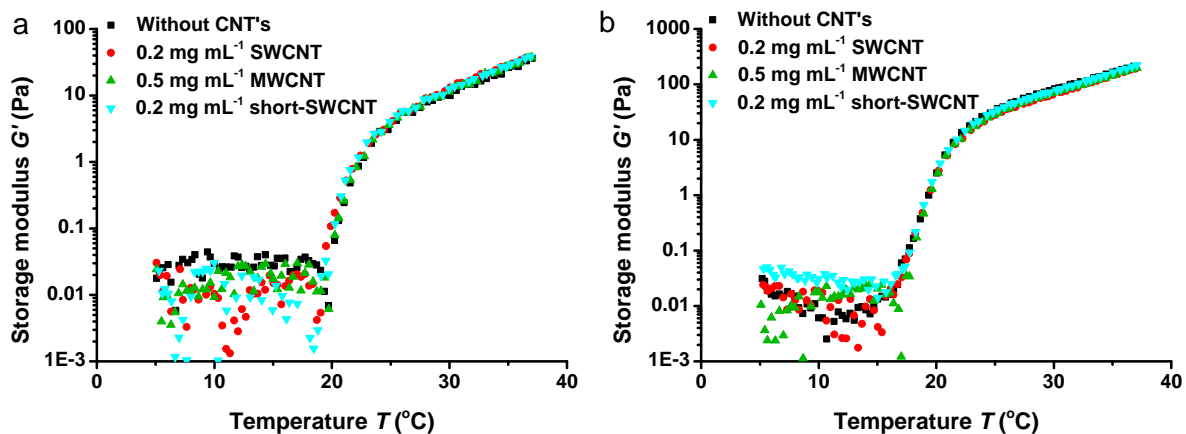 a
Without CNT's
0.2 mg mL⁻¹ SWCNT
0.5 mg mL⁻¹ MWCNT
0.2 mg mL⁻¹ short-SWCNT
100
10
1
0.1
0.01
1E-3
Storage modulus G' (Pa)
0 10 20 30 40
Temperature T (°C)
b
Without CNT's
0.2 mg mL⁻¹ SWCNT
0.5 mg mL⁻¹ MWCNT
0.2 mg mL⁻¹ short-SWCNT
1000
100
10
1
0.1
0.01
1E-3
Storage modulus G' (Pa)
0 10 20 30 40
Temperature T (°C)